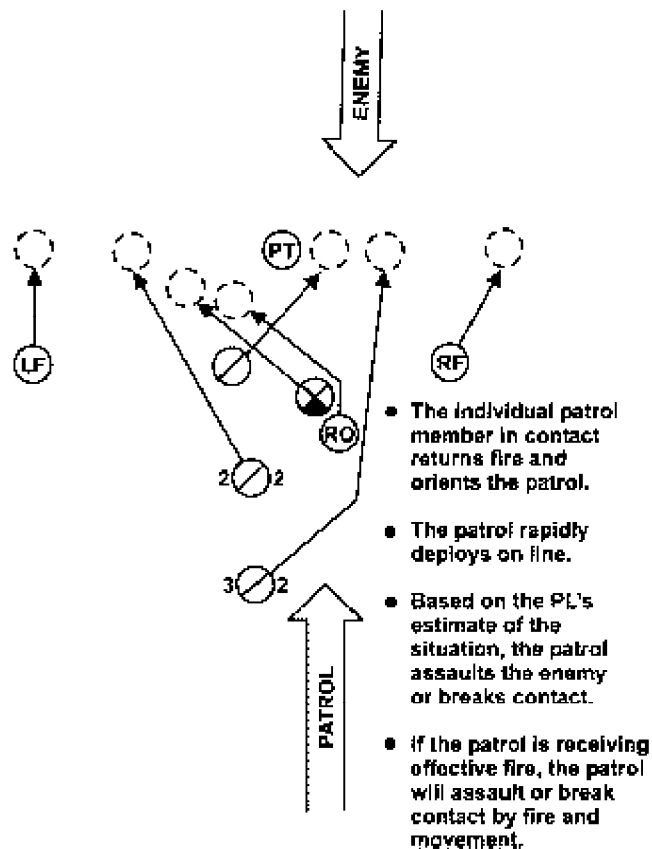 ENEMY
PT
LF
RF
RO
2 2
3 2
PATROL
• The individual patrol
member in contact
returns fire and
orients the patrol.
• The patrol rapidly
deploys on line.
• Based on the PL's
estimate of the
situation, the patrol
assaults the enemy
or breaks contact.
• If the patrol is receiving
effective fire, the patrol
will assault or break
contact by fire and
movement.